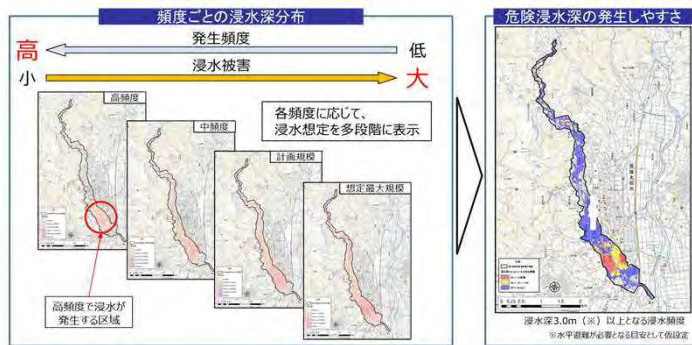 頻度ごとの浸水深分布
危険浸水深の発生しやすさ
高
発生頻度
低
小
浸水被害
大
各頻度に応じて、
浸水想定を多段階に表示
高頻度
中頻度
計画規模
想定最大規模
高頻度で浸水が
発生する区域
浸水深3.0m(※)以上となる浸水頻度
※水平避難が必要となる目安として仮設定